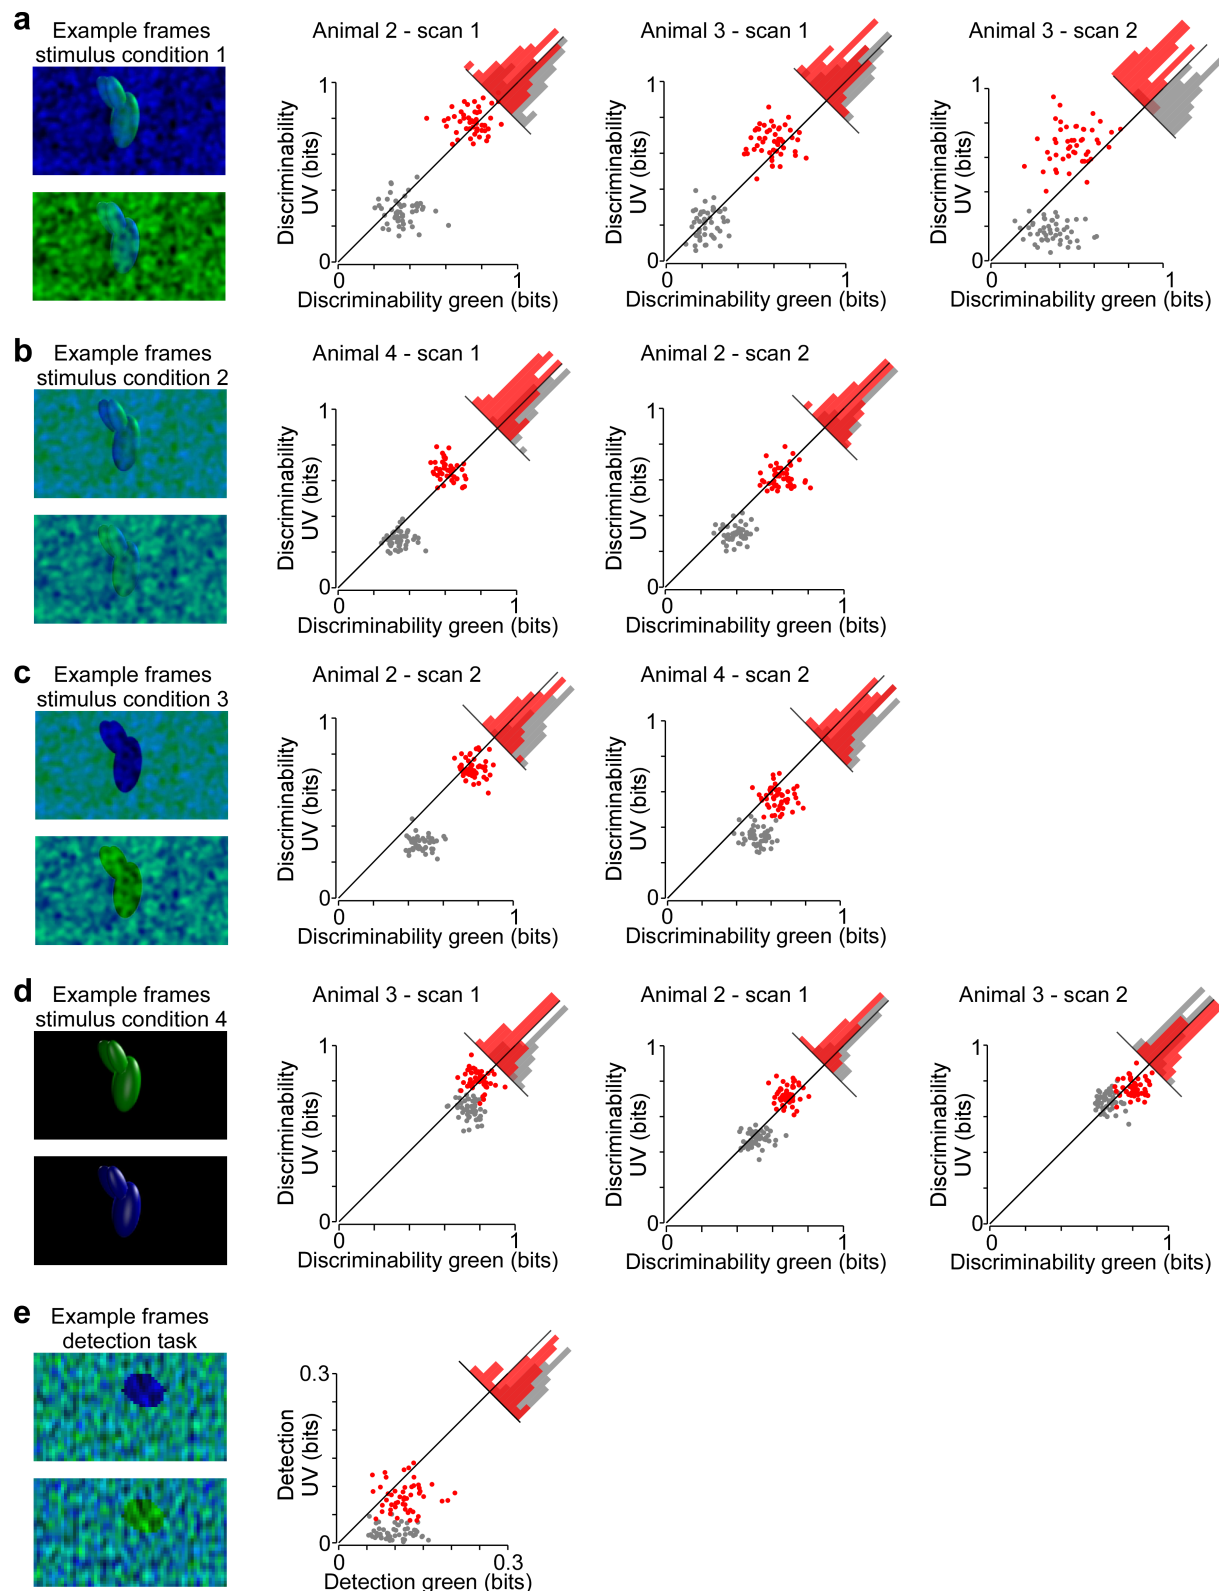 a
Example frames
stimulus condition 1
Animal 2 - scan 1
Animal 3 - scan 1
Animal 3 - scan 2
Discriminability
UV (bits)
1
0
0
1
Discriminability green (bits)
Discriminability
UV (bits)
1
0
0
1
Discriminability green (bits)
Discriminability
UV (bits)
1
0
0
1
Discriminability green (bits)
b
Example frames
stimulus condition 2
Animal 4 - scan 1
Animal 2 - scan 2
Discriminability
UV (bits)
1
0
0
1
Discriminability green (bits)
Discriminability
UV (bits)
1
0
0
1
Discriminability green (bits)
c
Example frames
stimulus condition 3
Animal 2 - scan 2
Animal 4 - scan 2
Discriminability
UV (bits)
1
0
0
1
Discriminability green (bits)
Discriminability
UV (bits)
1
0
0
1
Discriminability green (bits)
d
Example frames
stimulus condition 4
Animal 3 - scan 1
Animal 2 - scan 1
Animal 3 - scan 2
Discriminability
UV (bits)
1
0
0
1
Discriminability green (bits)
Discriminability
UV (bits)
1
0
0
1
Discriminability green (bits)
Discriminability
UV (bits)
1
0
0
1
Discriminability green (bits)
e
Example frames
detection task
Detection
UV (bits)
0.3
0
0
0.3
Detection green (bits)